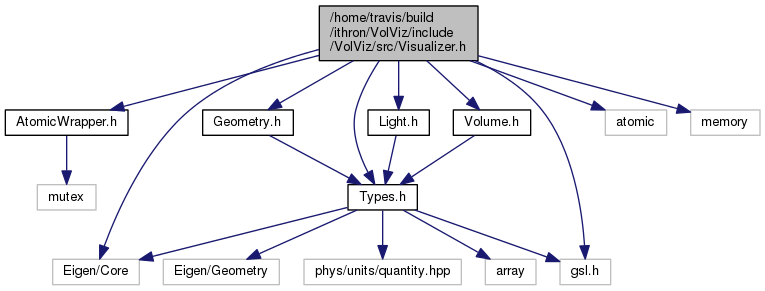 /home/travis/build
/ithron/VolViz/include
/VolViz/src/Visualizer.h
AtomicWrapper.h
Geometry.h
Light.h
Volume.h
atomic
memory
mutex
Types.h
Eigen/Core
Eigen/Geometry
phys/units/quantity.hpp
array
gsl.h